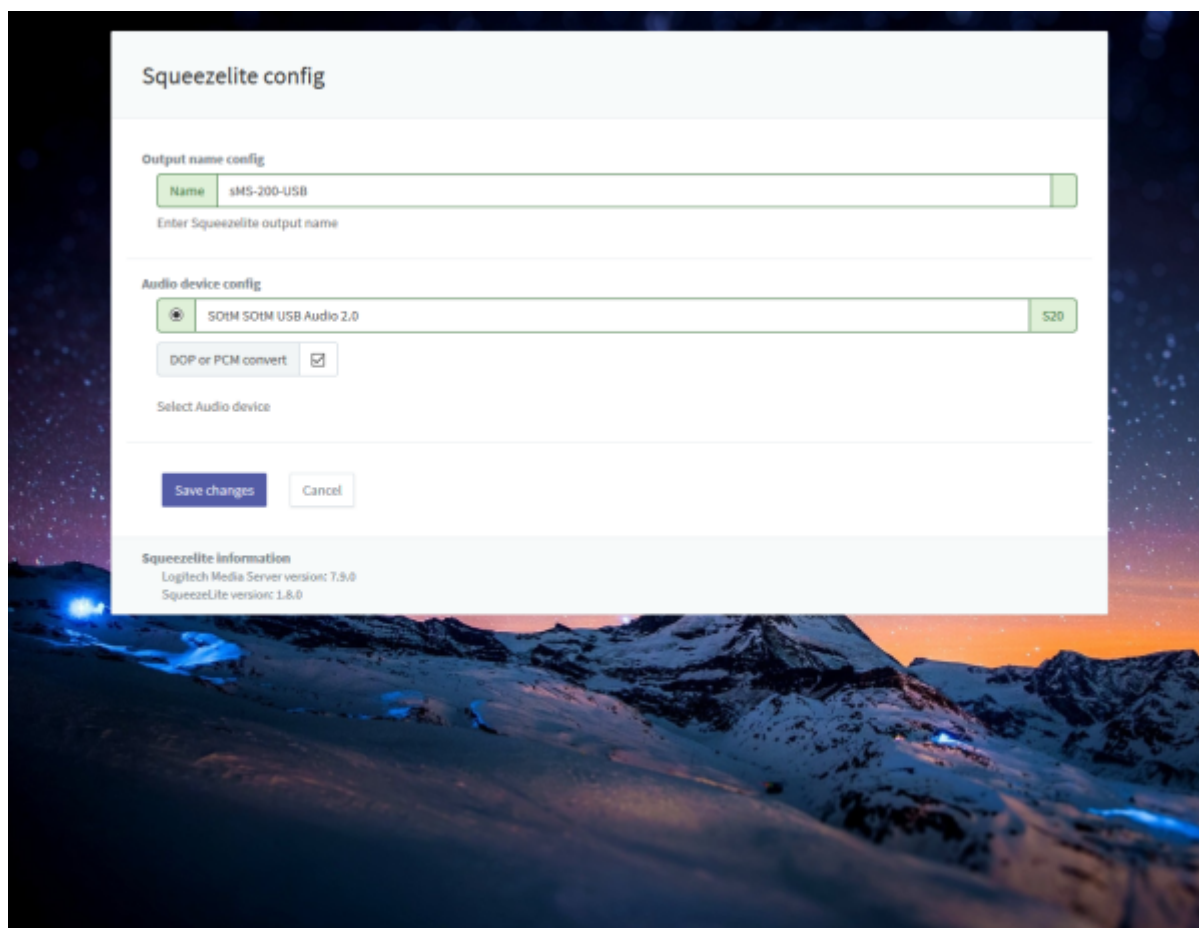 Squeezelite config
Output name config
Name sMS-200-USB
Enter Squeezelite output name
Audio device config
SOtM SOtM USB Audio 2.0 S20
DOP or PCM convert
Select Audio device
Save changes Cancel
Squeezelite information
Logitech Media Server version: 7.9.0
SqueezeLite version: 1.8.0